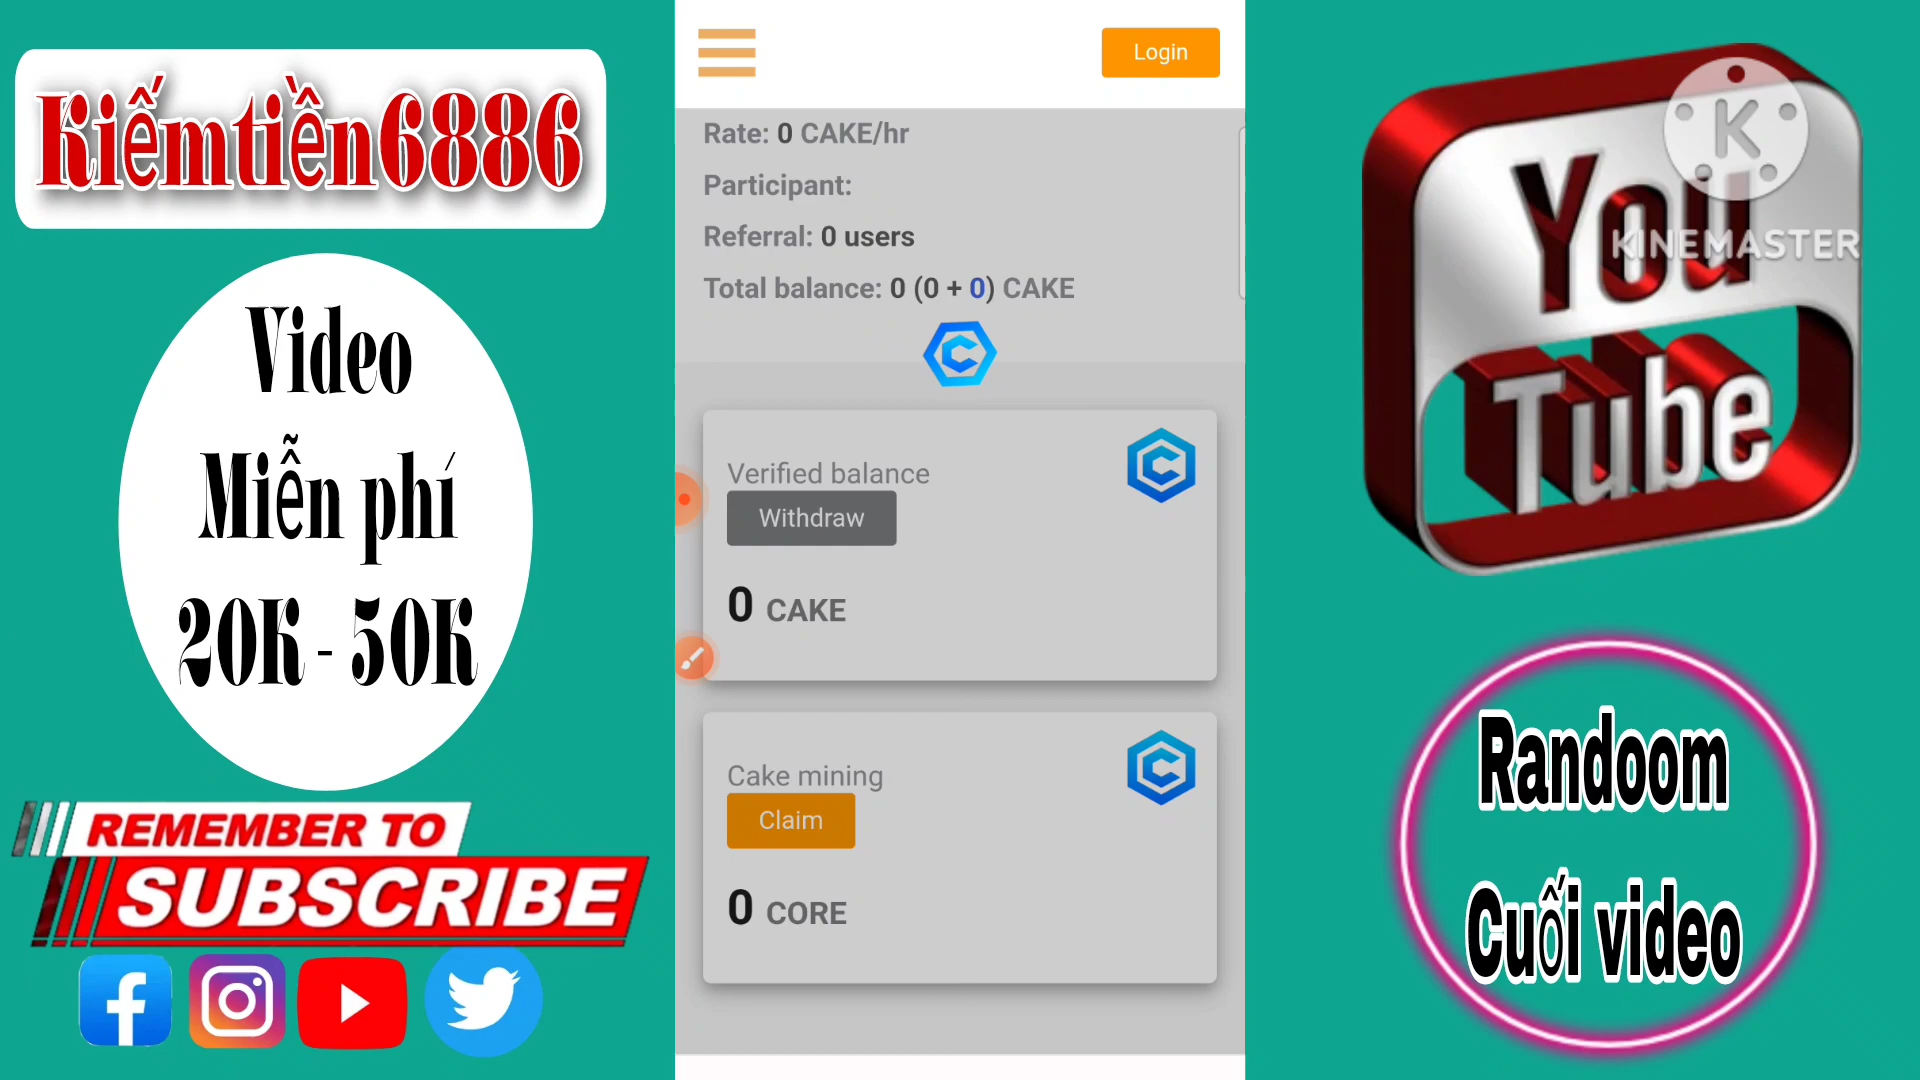 Kiếmtiền6886
Video
Miễn phí
20K - 50K
REMEMBER TO
SUBSCRIBE
Login
Rate: 0 CAKE/hr
Participant:
Referral: 0 users
Total balance: 0 (0 + 0) CAKE
Verified balance
Withdraw
0 CAKE
Cake mining
Claim
0 CORE
You
Tube
K
KINEMASTER
Randoom
Cuối video